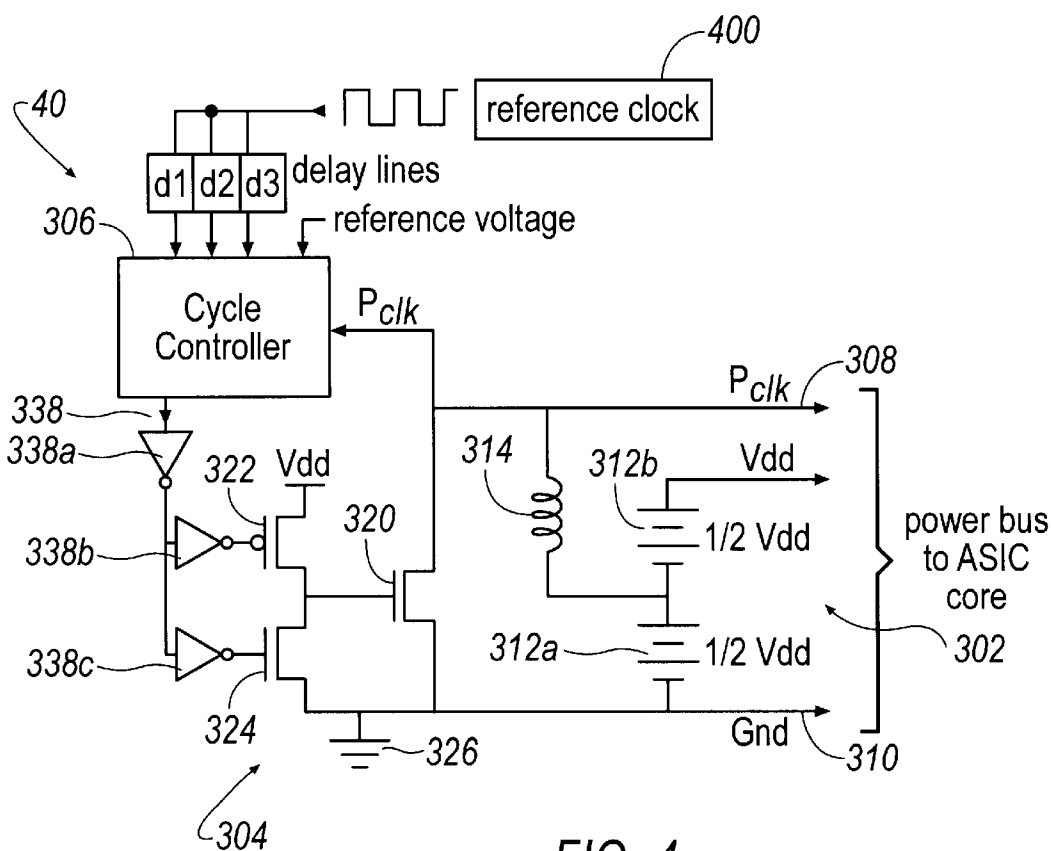 400
40
reference clock
d1 d2 d3
delay lines
306
reference voltage
Cycle
Controller
Pclk
Pclk
308
338
338a
322
Vdd
314
312b
Vdd
320
1/2 Vdd
power bus
to ASIC
core
338b
338c
312a
1/2 Vdd
302
324
326
Gnd
310
304
FIG. 4